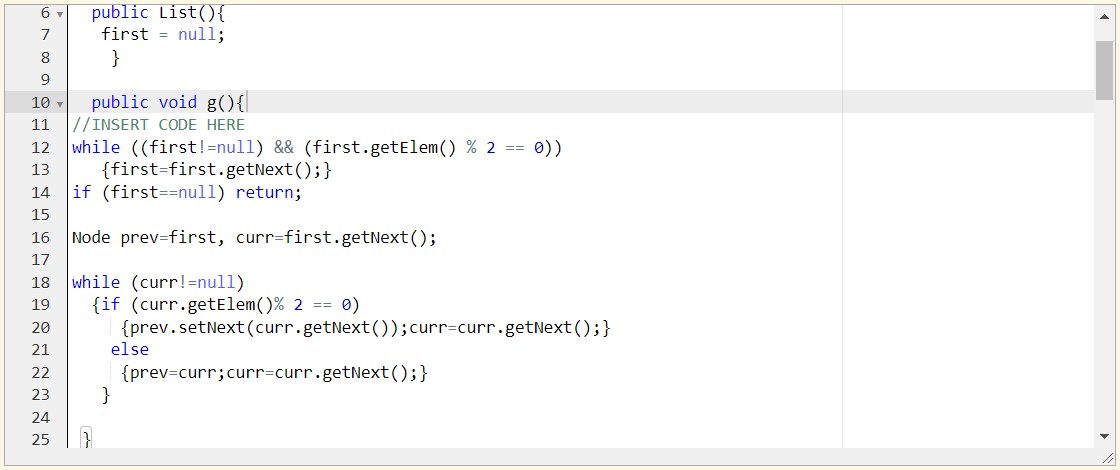 6 public List(){
7 first = null;
8 }
9
10 public void g(){
11 //INSERT CODE HERE
12 while ((first!=null) && (first.getElem() % 2 == 0))
13 {first=first.getNext();}
14 if (first==null) return;
15
16 Node prev=first, curr=first.getNext();
17
18 while (curr!=null)
19 {if (curr.getElem()% 2 == 0)
20 {prev.setNext(curr.getNext());curr=curr.getNext();}
21 else
22 {prev=curr;curr=curr.getNext();}
23 }
24
25 }